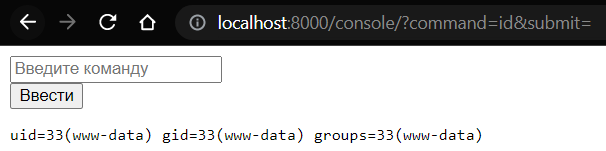 localhost:8000/console/?command=id&submit=
Введите команду
Ввести
uid=33(www-data) gid=33(www-data) groups=33(www-data)